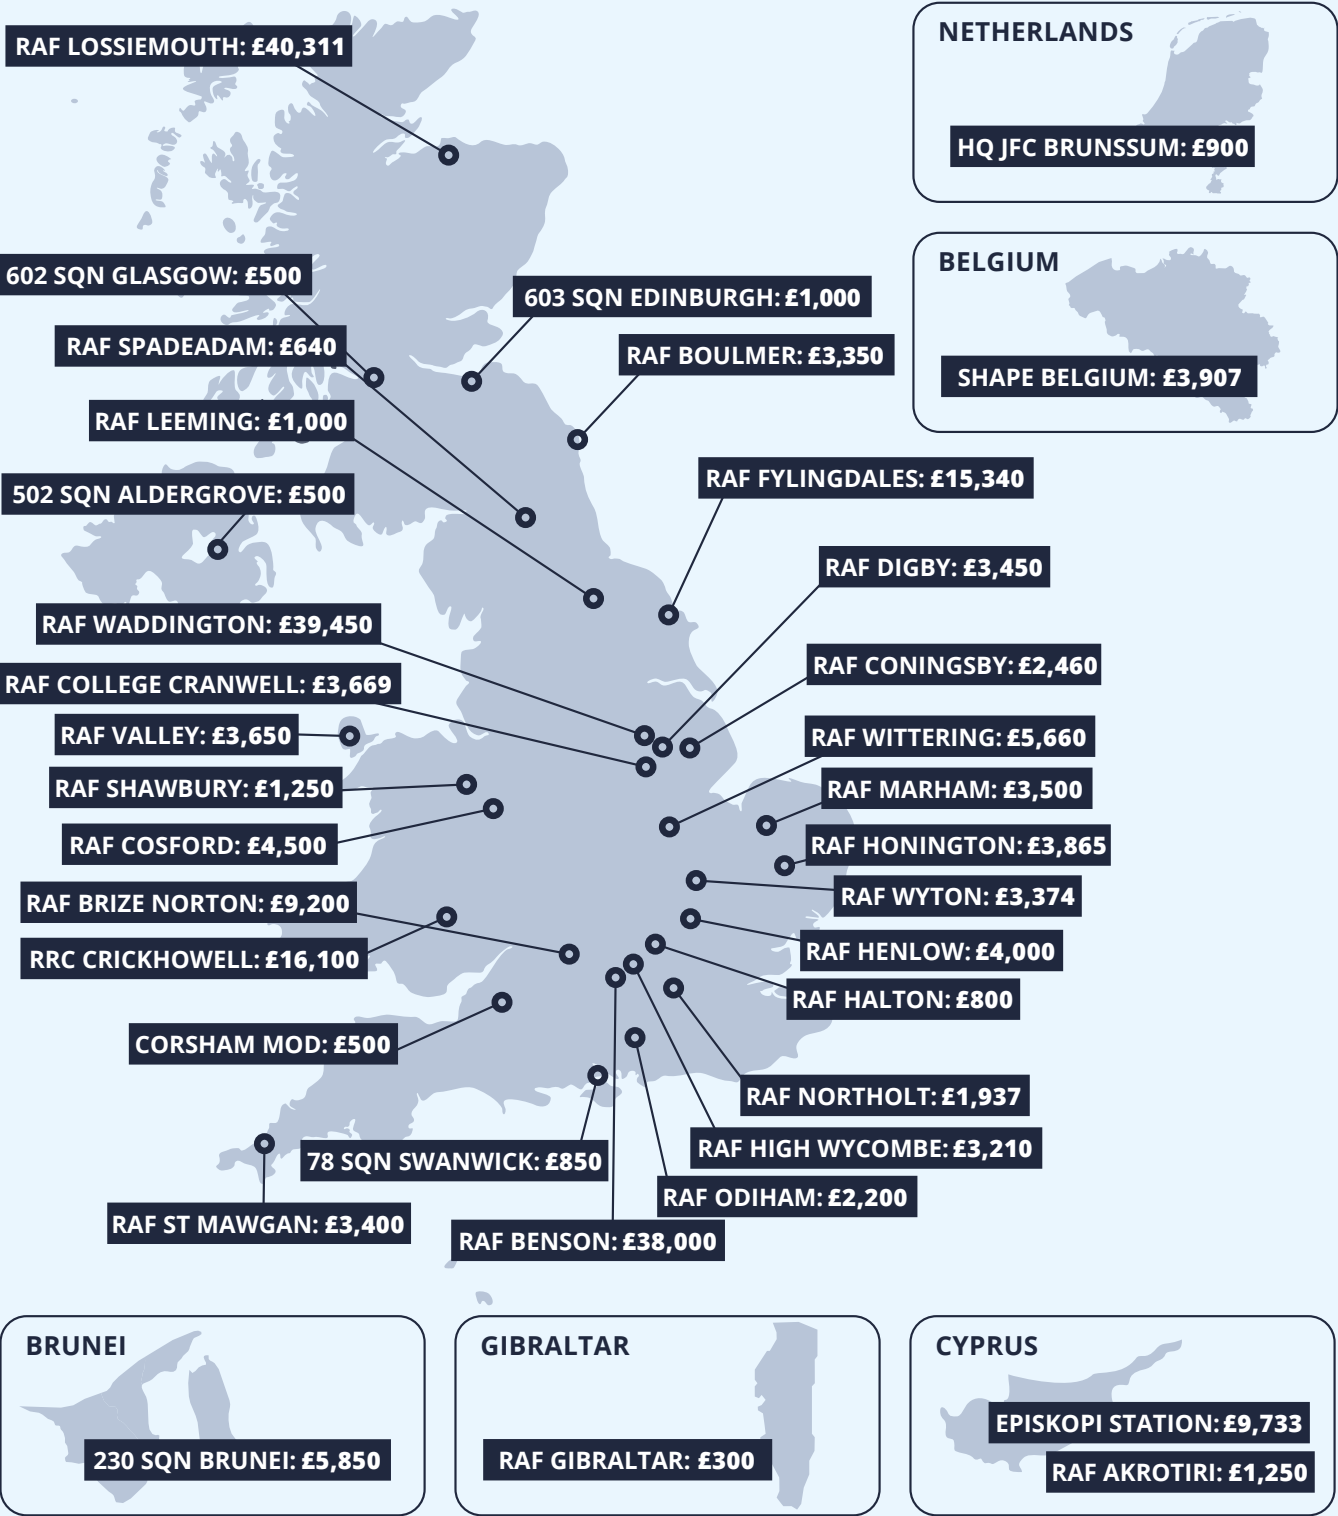 RAF LOSSIEMOUTH: £40,311
NETHERLANDS
HQ JFC BRUNSSUM: £900
602 SQN GLASGOW: £500
603 SQN EDINBURGH: £1,000
BELGIUM
RAF SPADEADAM: £640
RAF BOULMER: £3,350
SHAPE BELGIUM: £3,907
RAF LEEMING: £1,000
RAF FYLINGDALES: £15,340
502 SQN ALDERGROVE: £500
RAF DIGBY: £3,450
RAF WADDINGTON: £39,450
RAF CONINGSBY: £2,460
RAF COLLEGE CRANWELL: £3,669
RAF VALLEY: £3,650
RAF WITTERING: £5,660
RAF SHAWBURY: £1,250
RAF MARHAM: £3,500
RAF COSFORD: £4,500
RAF HONINGTON: £3,865
RAF WYTON: £3,374
RAF BRIZE NORTON: £9,200
RAF HENLOW: £4,000
RRC CRICKHOWELL: £16,100
RAF HALTON: £800
CORSHAM MOD: £500
RAF NORTHOLT: £1,937
RAF HIGH WYCOMBE: £3,210
78 SQN SWANWICK: £850
RAF ODIHAM: £2,200
RAF ST MAWGAN: £3,400
RAF BENSON: £38,000
BRUNEI
230 SQN BRUNEI: £5,850
GIBRALTAR
RAF GIBRALTAR: £300
CYPRUS
EPISKOPI STATION: £9,733
RAF AKROTIRI: £1,250